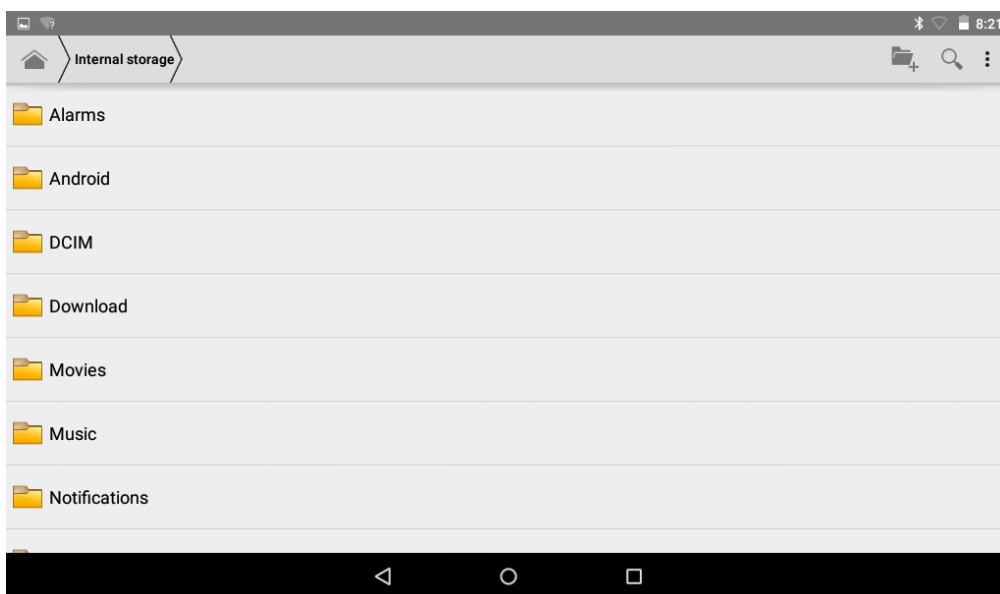 8:21
Internal storage
Alarms
Android
DCIM
Download
Movies
Music
Notifications